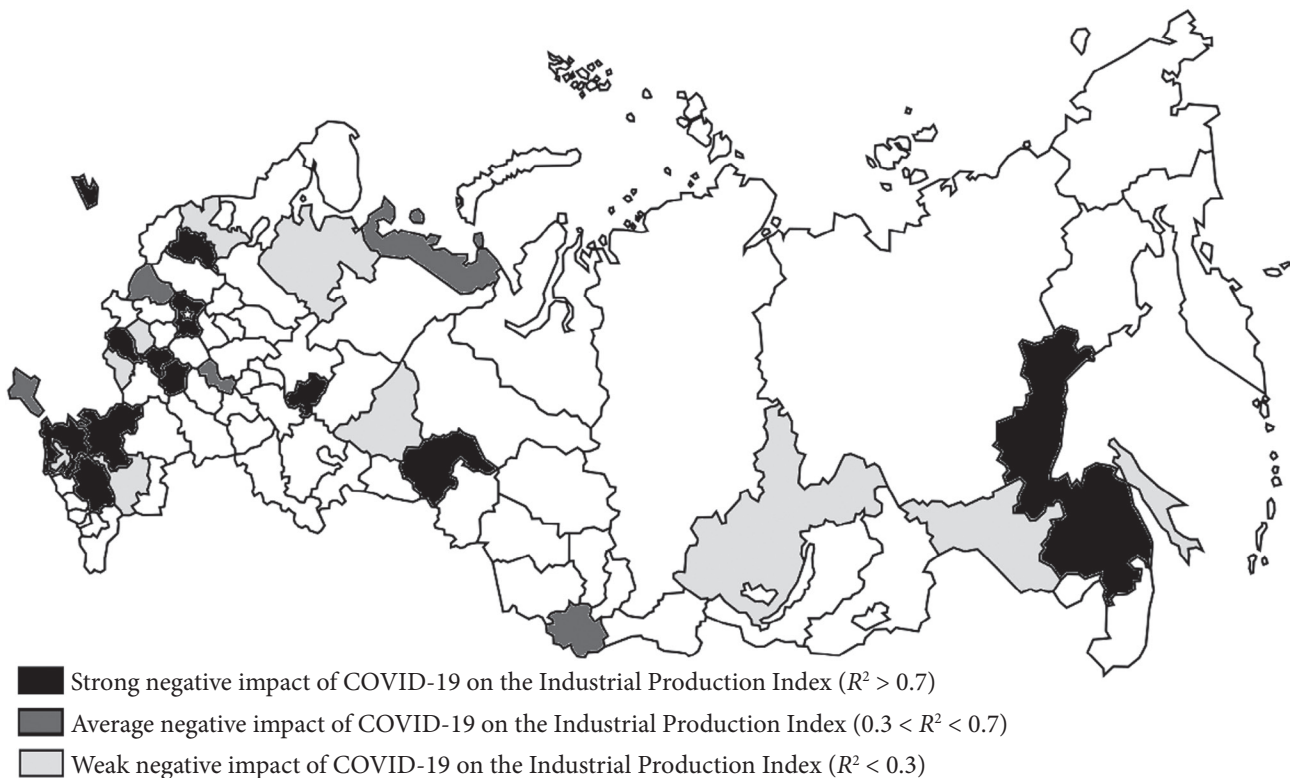 Strong negative impact of COVID-19 on the Industrial Production Index (R² > 0.7)
Average negative impact of COVID-19 on the Industrial Production Index (0.3 < R² < 0.7)
Weak negative impact of COVID-19 on the Industrial Production Index (R² < 0.3)